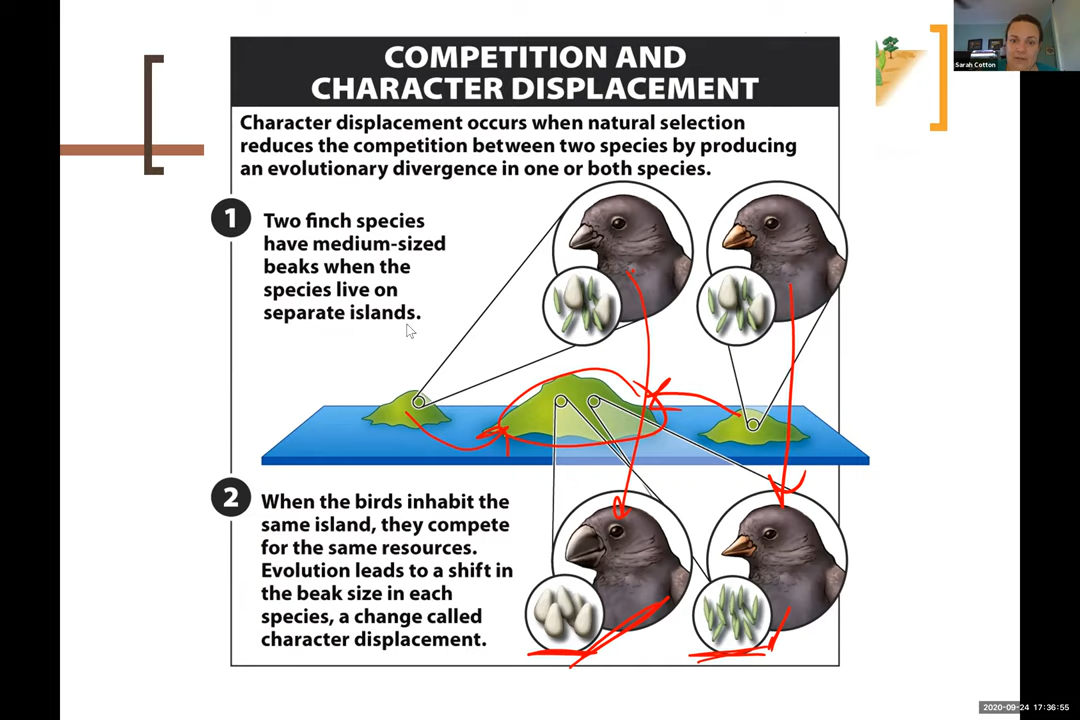 COMPETITION AND
CHARACTER DISPLACEMENT
Character displacement occurs when natural selection
reduces the competition between two species by producing
an evolutionary divergence in one or both species.
1
Two finch species
have medium-sized
beaks when the
species live on
separate islands.
2
When the birds inhabit the
same island, they compete
for the same resources.
Evolution leads to a shift in
the beak size in each
species, a change called
character displacement.
Sarah Cotton
2020-09-24 17:36:55